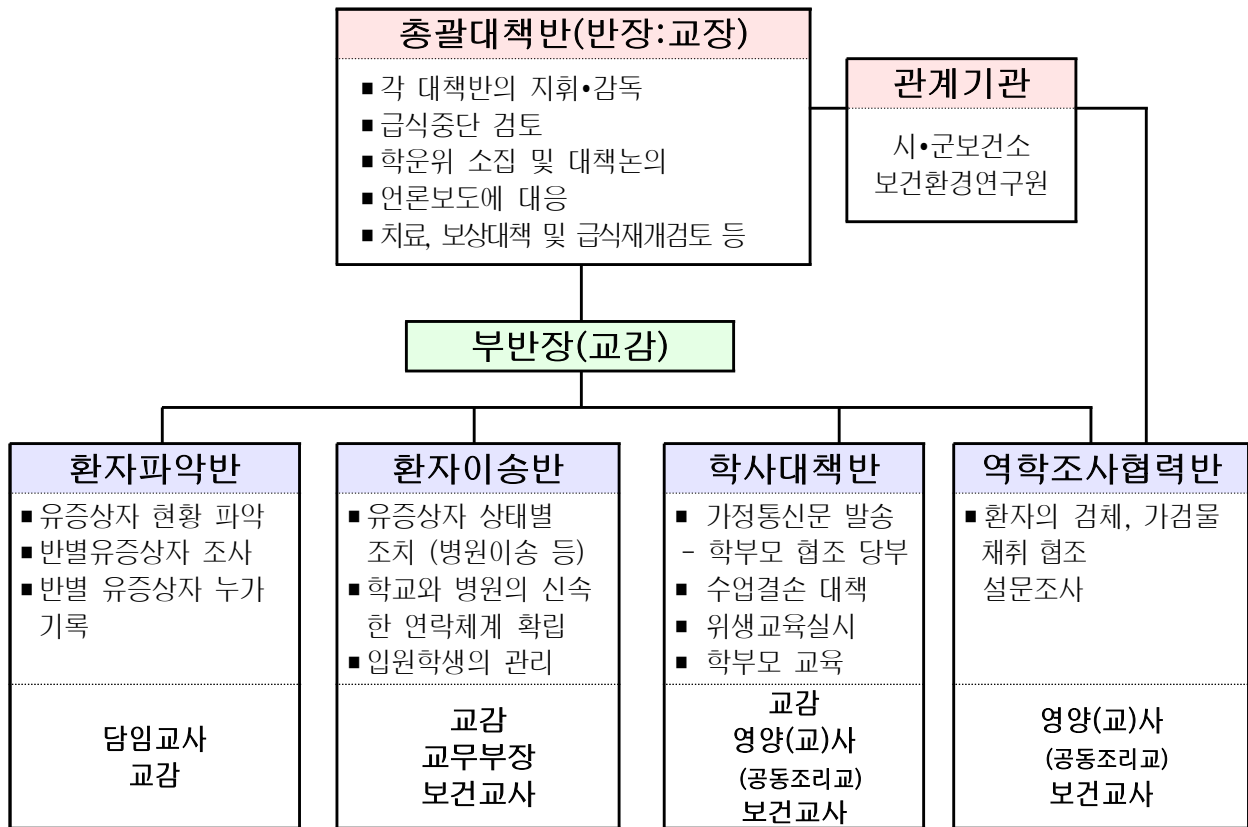 총괄대책반(반장:교장)
■ 각 대책반의 지휘•감독
■ 급식중단 검토
■ 학운위 소집 및 대책논의
■ 언론보도에 대응
■ 치료, 보상대책 및 급식재개검토 등
관계기관
시•군보건소
보건환경연구원
부반장(교감)
환자파악반
■ 유증상자 현황 파악
■ 반별유증상자 조사
■ 반별 유증상자 누가
기록
담임교사
교감
환자이송반
■ 유증상자 상태별
조치 (병원이송 등)
■ 학교와 병원의 신속
한 연락체계 확립
■ 입원학생의 관리
교감
교무부장
보건교사
학사대책반
■ 가정통신문 발송
- 학부모 협조 당부
■ 수업결손 대책
■ 위생교육실시
■ 학부모 교육
교감
영양(교)사
(공동조리교)
보건교사
역학조사협력반
■ 환자의 검체, 가검물
채취 협조
설문조사
영양(교)사
(공동조리교)
보건교사